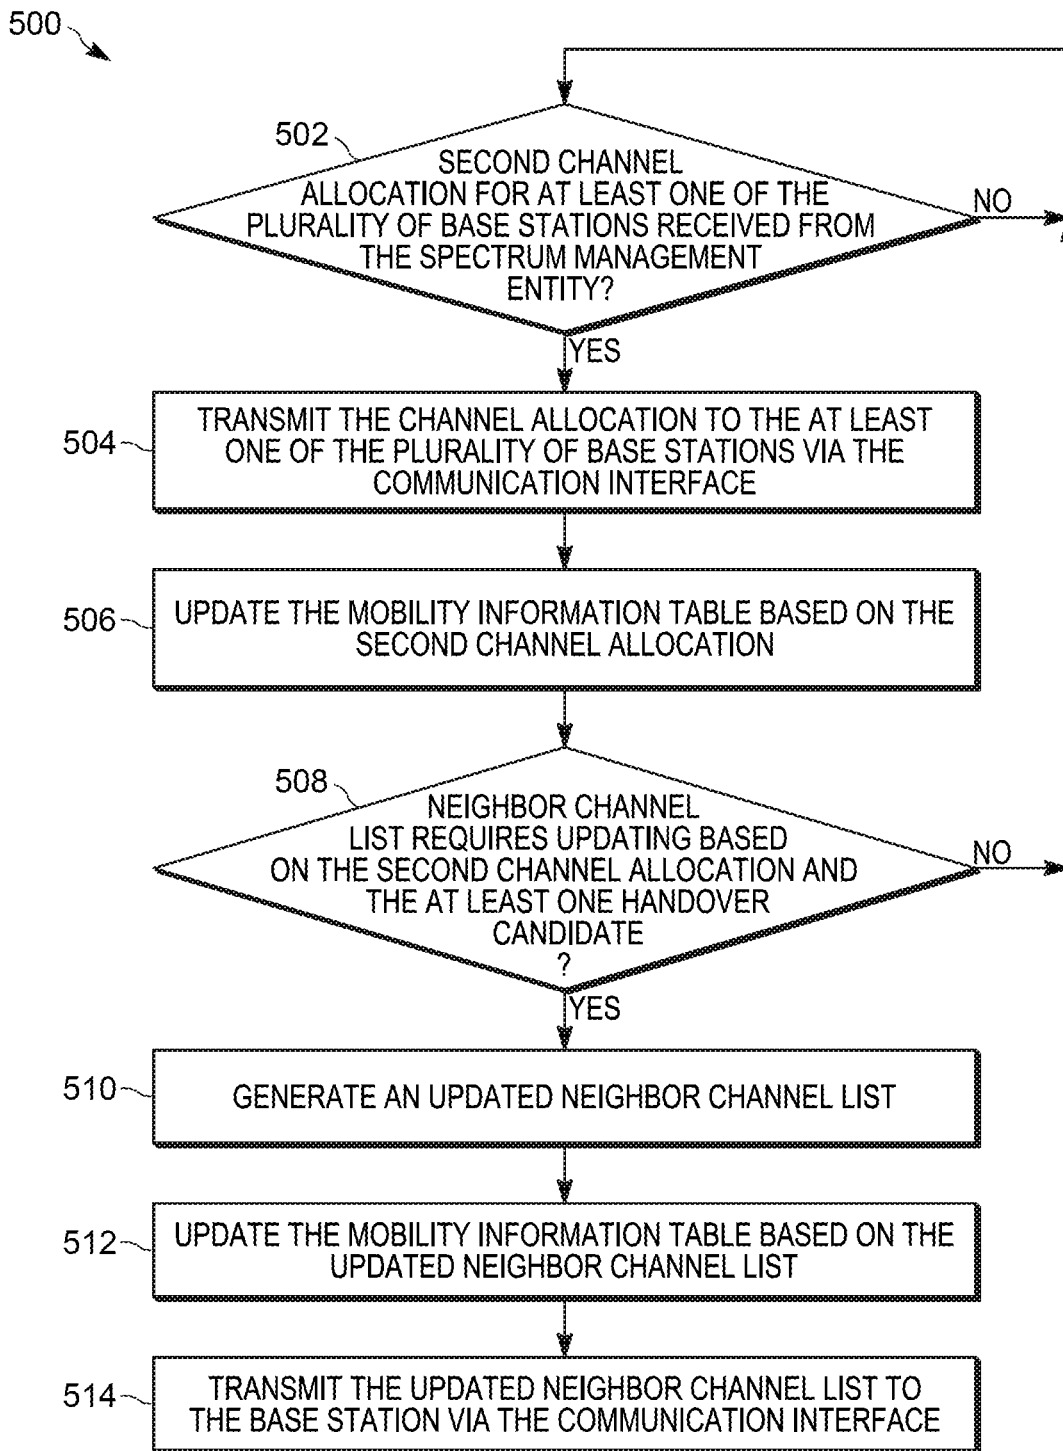 500
502
SECOND CHANNEL
ALLOCATION FOR AT LEAST ONE OF THE
PLURALITY OF BASE STATIONS RECEIVED FROM
THE SPECTRUM MANAGEMENT
ENTITY?
NO
YES
504
TRANSMIT THE CHANNEL ALLOCATION TO THE AT LEAST
ONE OF THE PLURALITY OF BASE STATIONS VIA THE
COMMUNICATION INTERFACE
506
UPDATE THE MOBILITY INFORMATION TABLE BASED ON THE
SECOND CHANNEL ALLOCATION
508
NEIGHBOR CHANNEL
LIST REQUIRES UPDATING BASED
ON THE SECOND CHANNEL ALLOCATION AND
THE AT LEAST ONE HANDOVER
CANDIDATE
?
NO
YES
510
GENERATE AN UPDATED NEIGHBOR CHANNEL LIST
512
UPDATE THE MOBILITY INFORMATION TABLE BASED ON THE
UPDATED NEIGHBOR CHANNEL LIST
514
TRANSMIT THE UPDATED NEIGHBOR CHANNEL LIST TO
THE BASE STATION VIA THE COMMUNICATION INTERFACE